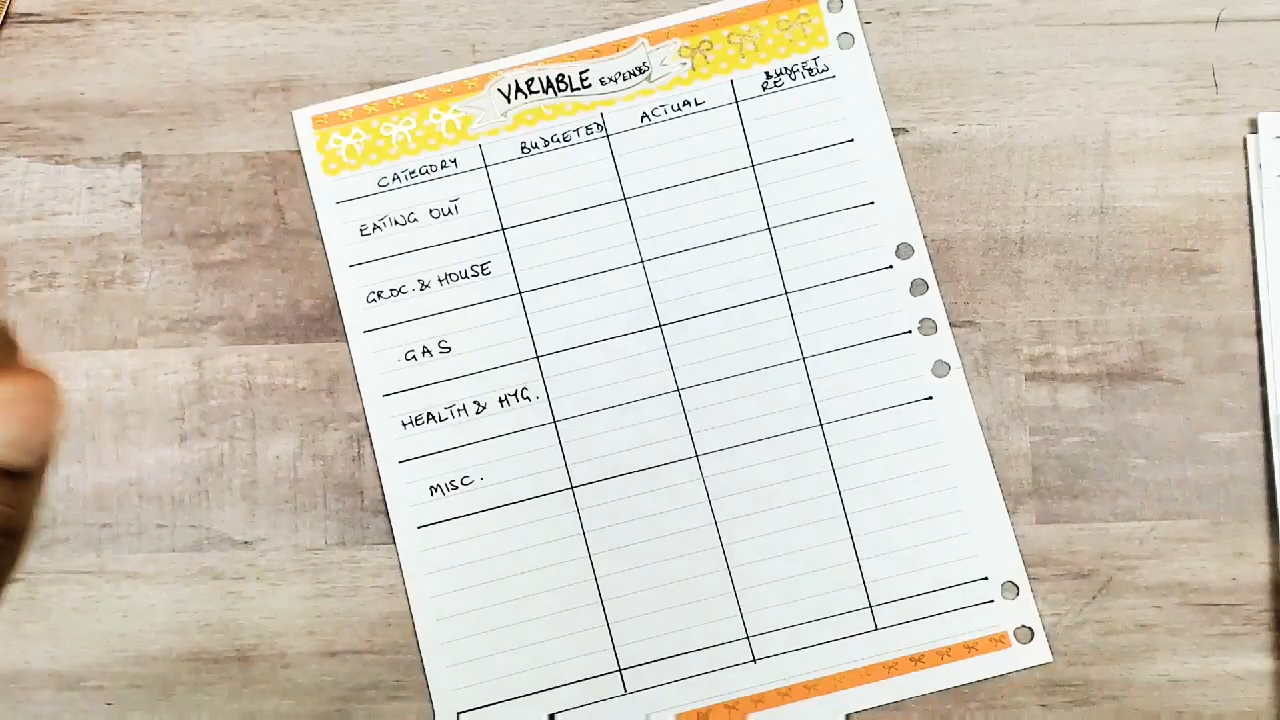 VARIABLE EXPENSES
CATEGORY BUDGETED ACTUAL BUDGET REVIEW
EATING OUT
GROC. & HOUSE
GAS
HEALTH & HYG.
MISC.